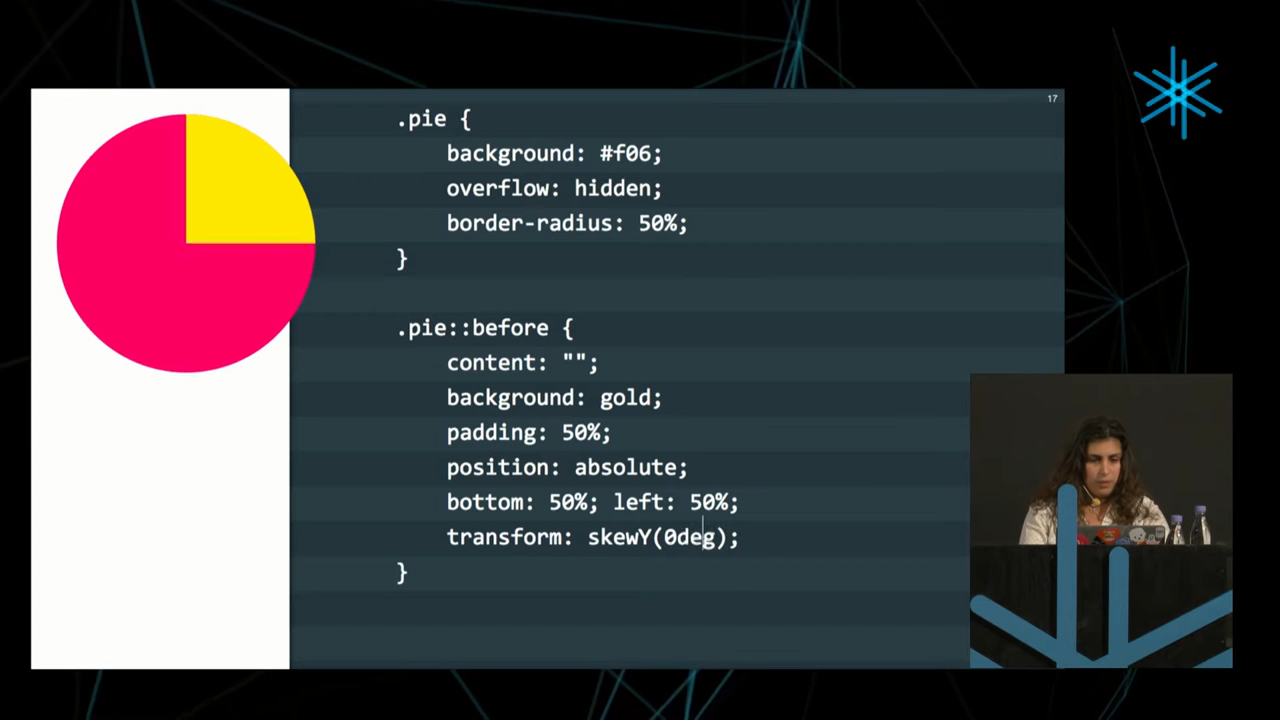 17
.pie {
background: #f06;
overflow: hidden;
border-radius: 50%;
}
.pie::before {
content: "";
background: gold;
padding: 50%;
position: absolute;
bottom: 50%; left: 50%;
transform: skewY(0deg);
}